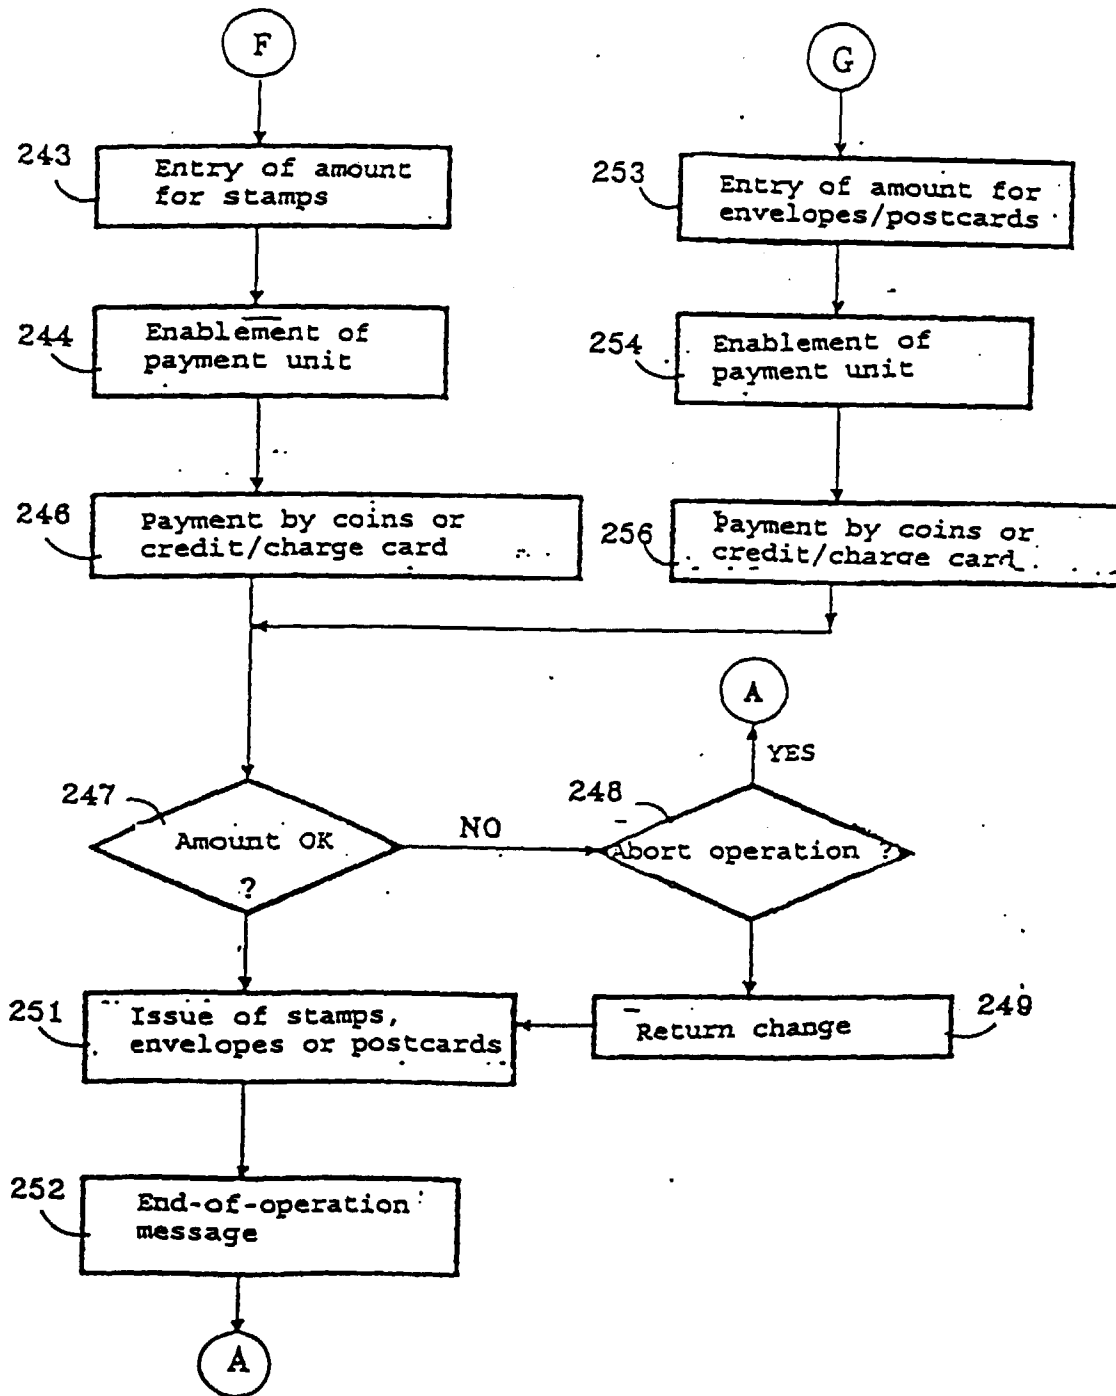 F
G
243
Entry of amount
for stamps
253
Entry of amount for
envelopes/postcards
244
Enablement of
payment unit
254
Enablement of
payment unit
246
Payment by coins or
credit/charge card
256
Payment by coins or
credit/charge card
A
YES
247
Amount OK
?
NO
248
Abort operation ?
251
Issue of stamps,
envelopes or postcards
Return change
249
252
End-of-operation
message
A